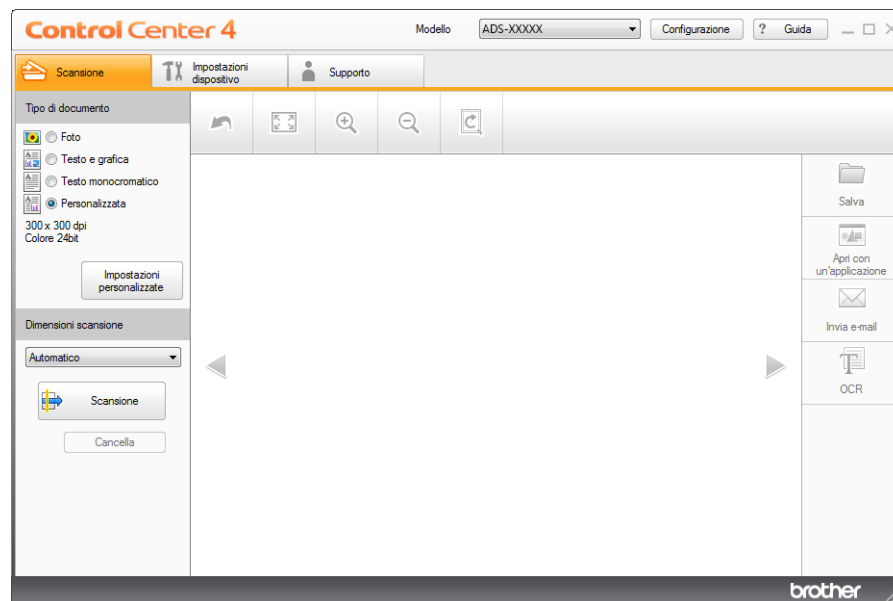 Control Center 4
Modello
ADS-XXXXX
Configurazione
? Guida
Scansione
Impostazioni
dispositivo
Supporto
Tipo di documento
Foto
Testo e grafica
Testo monocromatico
Personalizzata
300 x 300 dpi
Colore 24bit
Impostazioni
personalizzate
Dimensioni scansione
Automatico
Scansione
Cancella
Salva
Apri con
un'applicazione
Invia e-mail
OCR
brother